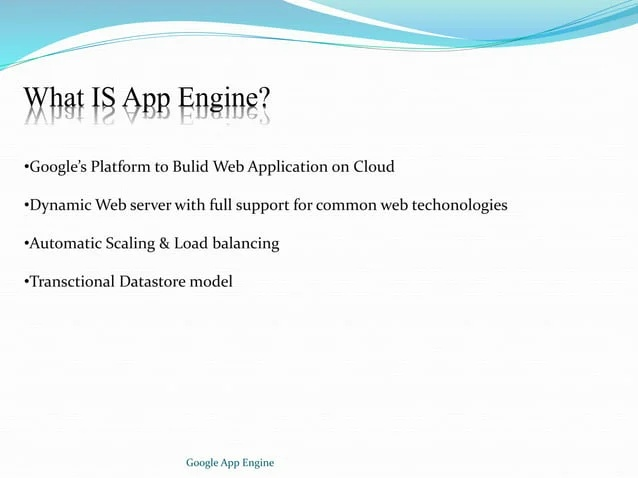 What IS App Engine?
•Google’s Platform to Bulid Web Application on Cloud
•Dynamic Web server with full support for common web techonologies
•Automatic Scaling & Load balancing
•Transctional Datastore model
Google App Engine